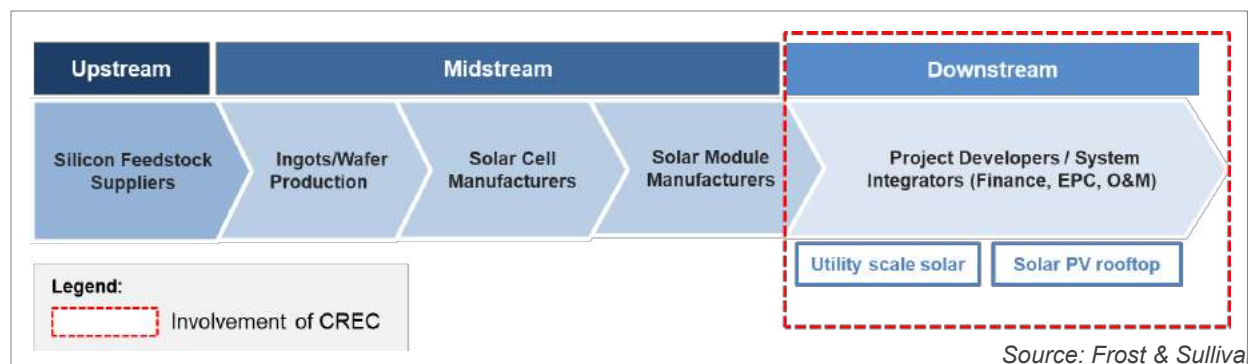 Upstream
Midstream
Downstream
Silicon Feedstock
Suppliers
Ingots/Wafer
Production
Solar Cell
Manufacturers
Solar Module
Manufacturers
Project Developers / System
Integrators (Finance, EPC, O&M)
Utility scale solar
Solar PV rooftop
Legend:
Involvement of CREC
Source: Frost & Sulliva